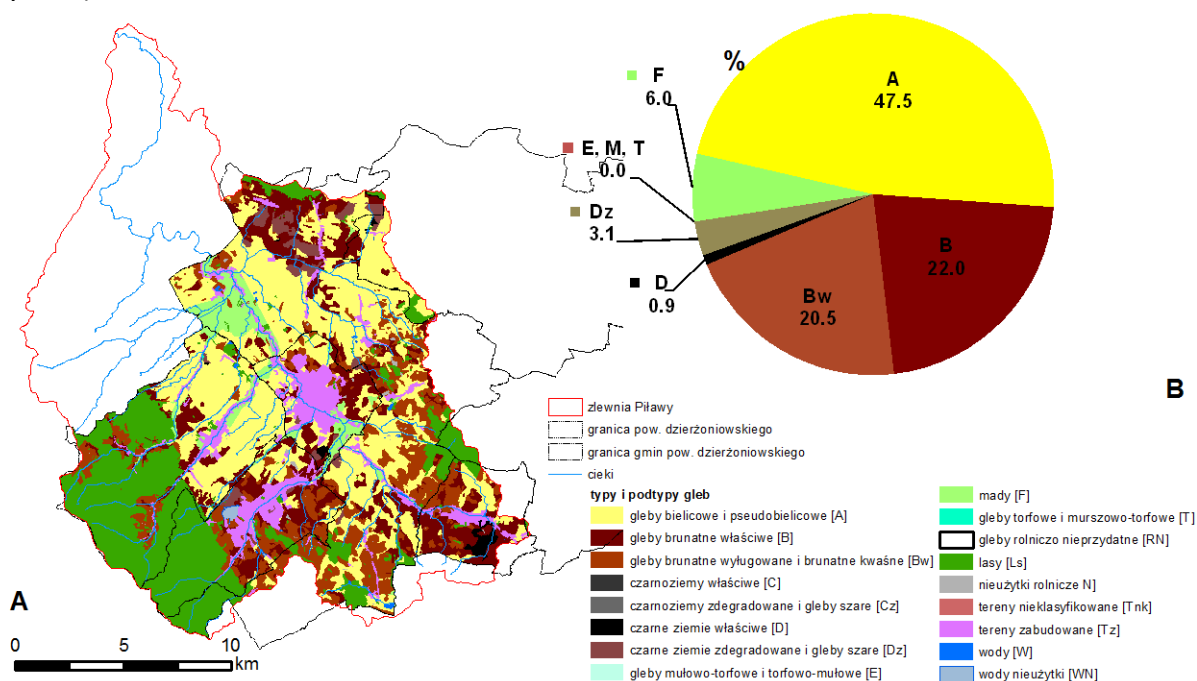 %
A
47.5
F
6.0
E, M, T
0.0
Dz
3.1
D
0.9
B
22.0
Bw
20.5
B
A
0 5 10
km
zlewnia Piławy
granica pow. dzierżoniowskiego
granica gmin pow. dzierżoniowskiego
cieki
typy i podtypy gleb
gleby bielicowe i pseudobielicowe [A]
gleby brunatne właściwe [B]
gleby brunatne wyługowane i brunatne kwaśne [Bw]
czarnoziemy właściwe [C]
czarnoziemy zdegradowane i gleby szare [Cz]
czarne ziemie właściwe [D]
czarne ziemie zdegradowane i gleby szare [Dz]
gleby mułowo-torfowe i torfowo-mułowe [E]
mady [F]
gleby torfowe i murszowo-torfowe [T]
gleby rolniczo nieprzydatne [RN]
lasy [Ls]
nieużytki rolnicze N]
tereny nieklasyfikowane [Tnk]
tereny zabudowane [Tz]
wody [W]
wody nieużytki [WN]